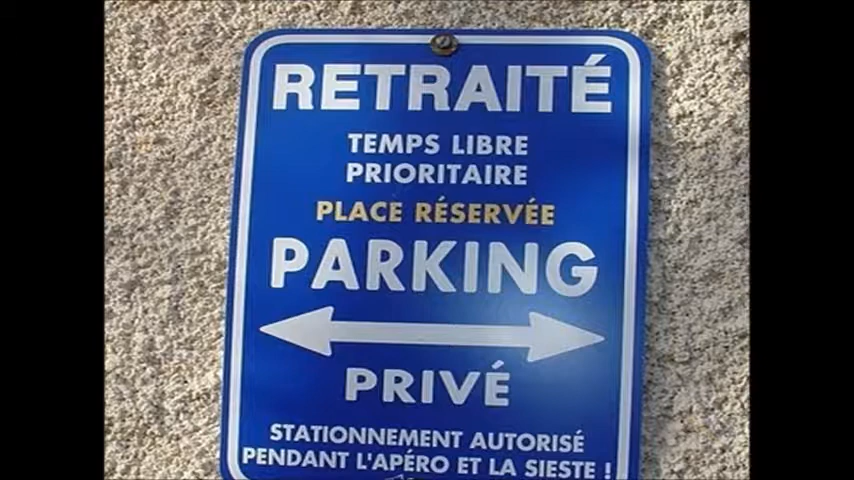 RETRAITÉ
TEMPS LIBRE
PRIORITAIRE
PLACE RÉSERVÉE
PARKING
PRIVÉ
STATIONNEMENT AUTORISÉ
PENDANT L'APÉRO ET LA SIESTE !